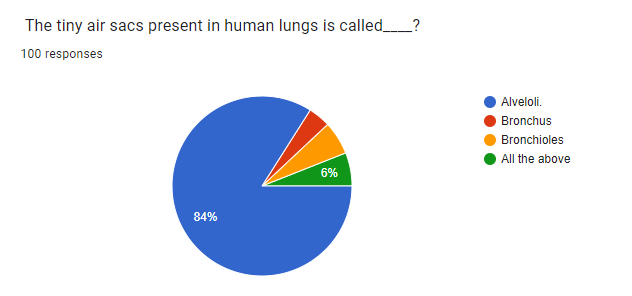 The tiny air sacs present in human lungs is called____?
100 responses
Alveloli.
Bronchus
Bronchioles
All the above
6%
84%